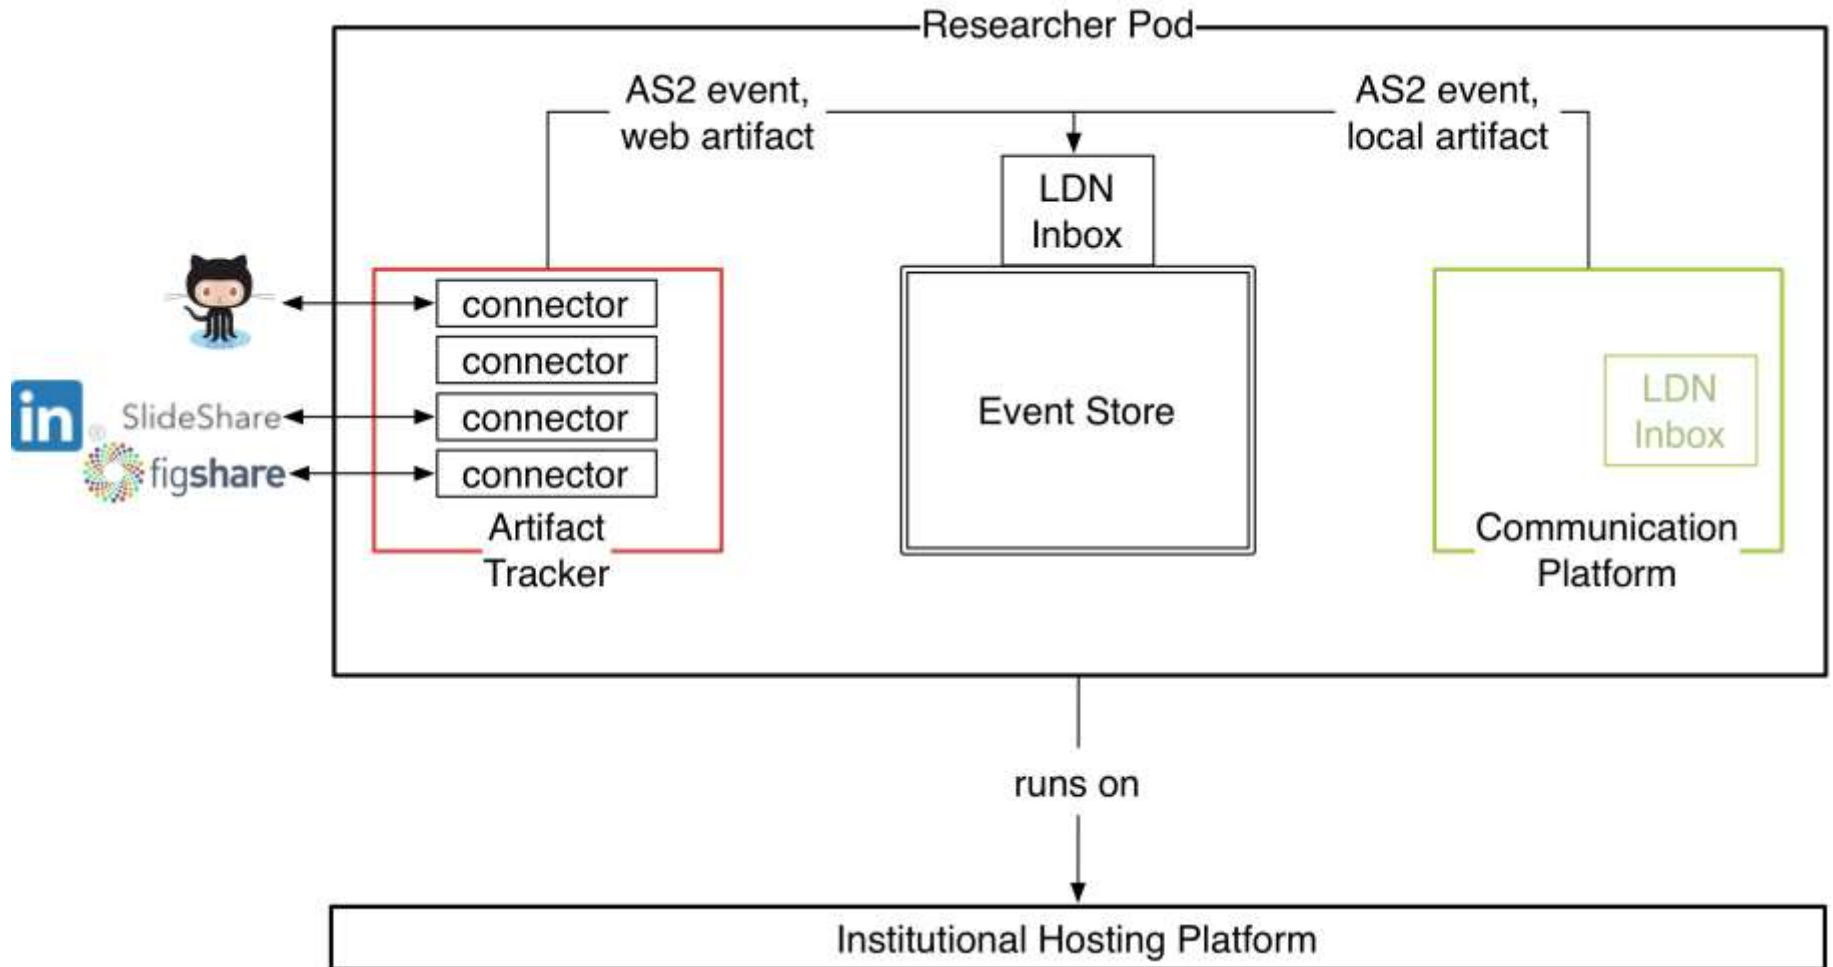 Researcher Pod
AS2 event,
web artifact
AS2 event,
local artifact
LDN
Inbox
connector
connector
in® SlideShare
connector
figshare
connector
Artifact
Tracker
Event Store
LDN
Inbox
Communication
Platform
runs on
Institutional Hosting Platform